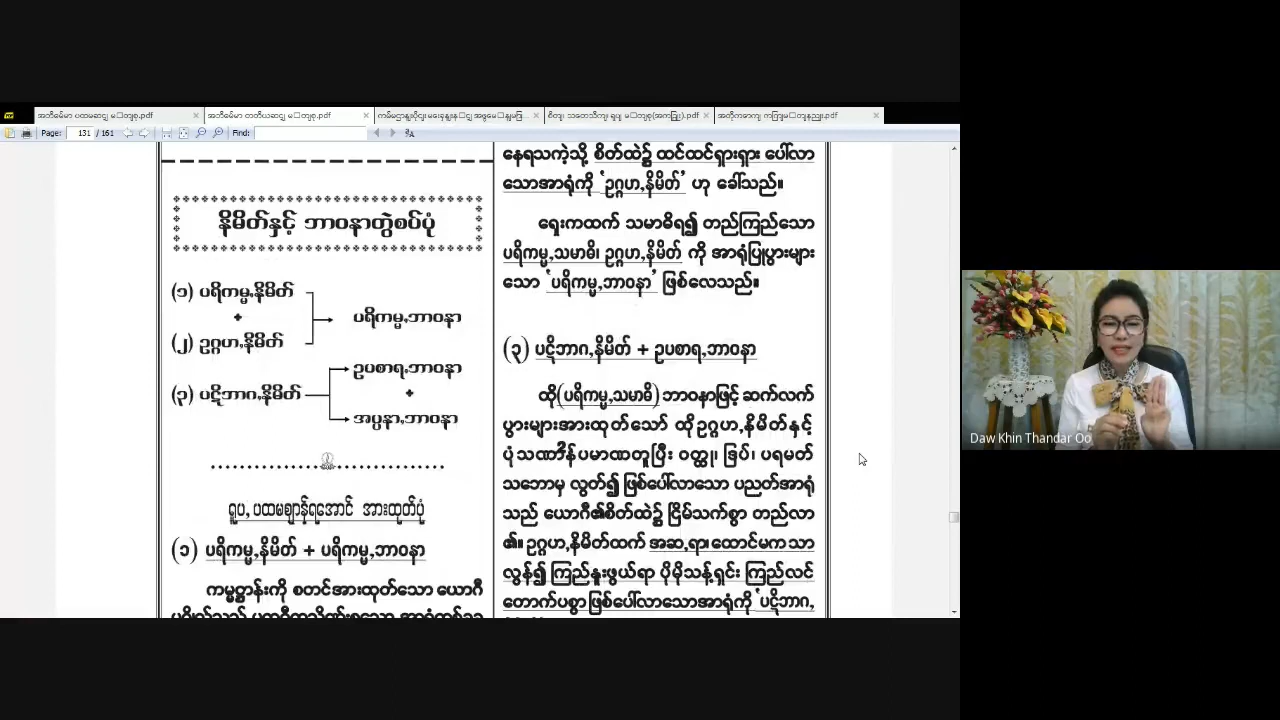 Page: 131 / 161 Find:
နိမိတ်နှင့် ဘာဝနာတွဲစပ်ပုံ
(၁) ပရိကမ္မ,နိမိတ်
+
ပရိကမ္မ,ဘာဝနာ
(၂) ဥဂ္ဂဟ,နိမိတ်
ဥပစာရ,ဘာဝနာ
(၃) ပဋိဘာဂ,နိမိတ်
+
အပ္ပနာ,ဘာဝနာ
ရူပ, ပထမဈာန်ရအောင် အားထုတ်ပုံ
(၁) ပရိကမ္မ,နိမိတ် + ပရိကမ္မ,ဘာဝနာ
ကမ္မဋ္ဌာန်းကို စတင်အားထုတ်သော ယောဂီ
နေရသကဲ့သို့ စိတ်ထဲ၌ ထင်ထင်ရှားရှား ပေါ်လာ
သောအာရုံကို 'ဥဂ္ဂဟ,နိမိတ်' ဟု ခေါ်သည်။
ရှေးကထက် သမာဓိရ၍ တည်ကြည်သော
ပရိကမ္မ,သမာဓိ၊ ဥဂ္ဂဟ,နိမိတ် ကို အာရုံပြုပွားများ
သော 'ပရိကမ္မ,ဘာဝနာ' ဖြစ်လေသည်။
(၃) ပဋိဘာဂ,နိမိတ် + ဥပစာရ,ဘာဝနာ
ထို(ပရိကမ္မ,သမာဓိ) ဘာဝနာဖြင့် ဆက်လက်
ပွားများအားထုတ်သော် ထိုဥဂ္ဂဟ,နိမိတ်နှင့်
ပုံသဏ္ဌာန်ပမာဏတူပြီး ဝတ္ထု၊ ဒြပ်၊ ပရမတ်
သဘောမှ လွတ်၍ ဖြစ်ပေါ်လာသော ပညတ်အာရုံ
သည် ယောဂီ၏စိတ်ထဲ၌ ငြိမ်သက်စွာ တည်လာ
၏။ ဥဂ္ဂဟ,နိမိတ်ထက် အဆ,ရာ၊ထောင်မကသာ
လွန်၍ ကြည်နူးဖွယ်ရာ ပိုမိုသန့်ရှင်း ကြည်လင်
တောက်ပစွာဖြစ်ပေါ်လာသောအာရုံကို 'ပဋိဘာဂ,
Daw Khin Thandar Oo